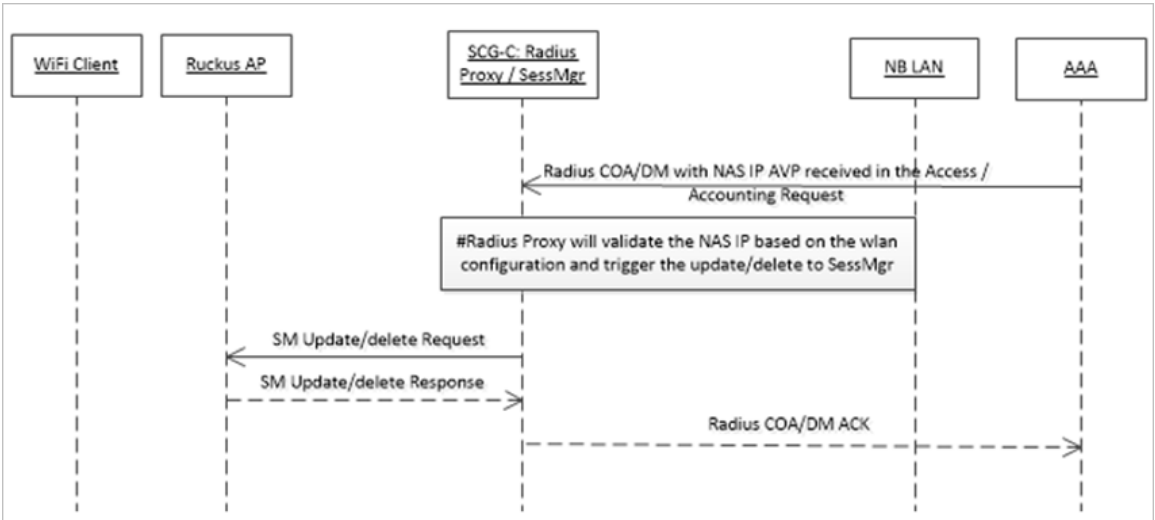 WiFi Client
Ruckus AP
SCG-C: Radius
Proxy / SessMgr
NB LAN
AAA
Radius COA/DM with NAS IP AVP received in the Access /
Accounting Request
#Radius Proxy will validate the NAS IP based on the wlan
configuration and trigger the update/delete to SessMgr
SM Update/delete Request
SM Update/delete Response
Radius COA/DM ACK